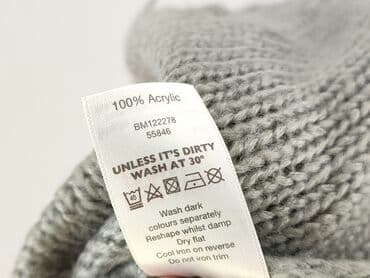 100% Acrylic
BM122278
55846
UNLESS IT'S DIRTY
WASH AT 30°
40
Wash dark
colours separately
Reshape whilst damp
Dry flat
Cool iron on reverse
Do not iron trim